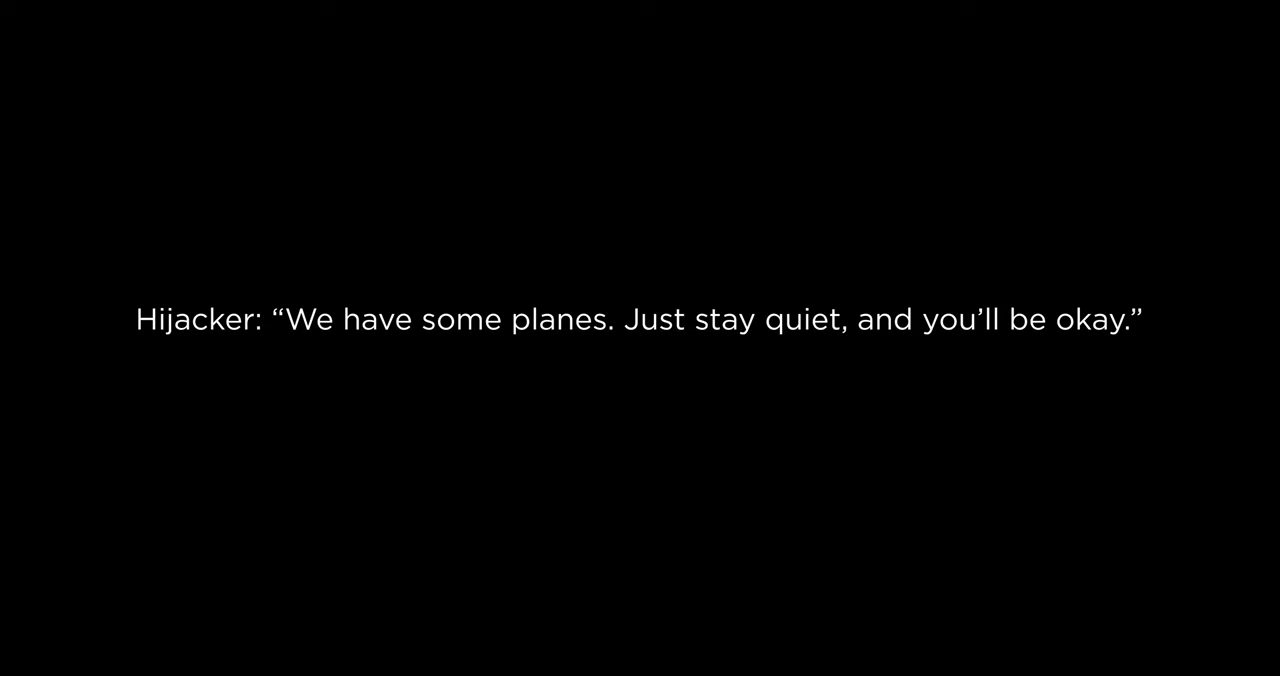 Hijacker: “We have some planes. Just stay quiet, and you’ll be okay.”